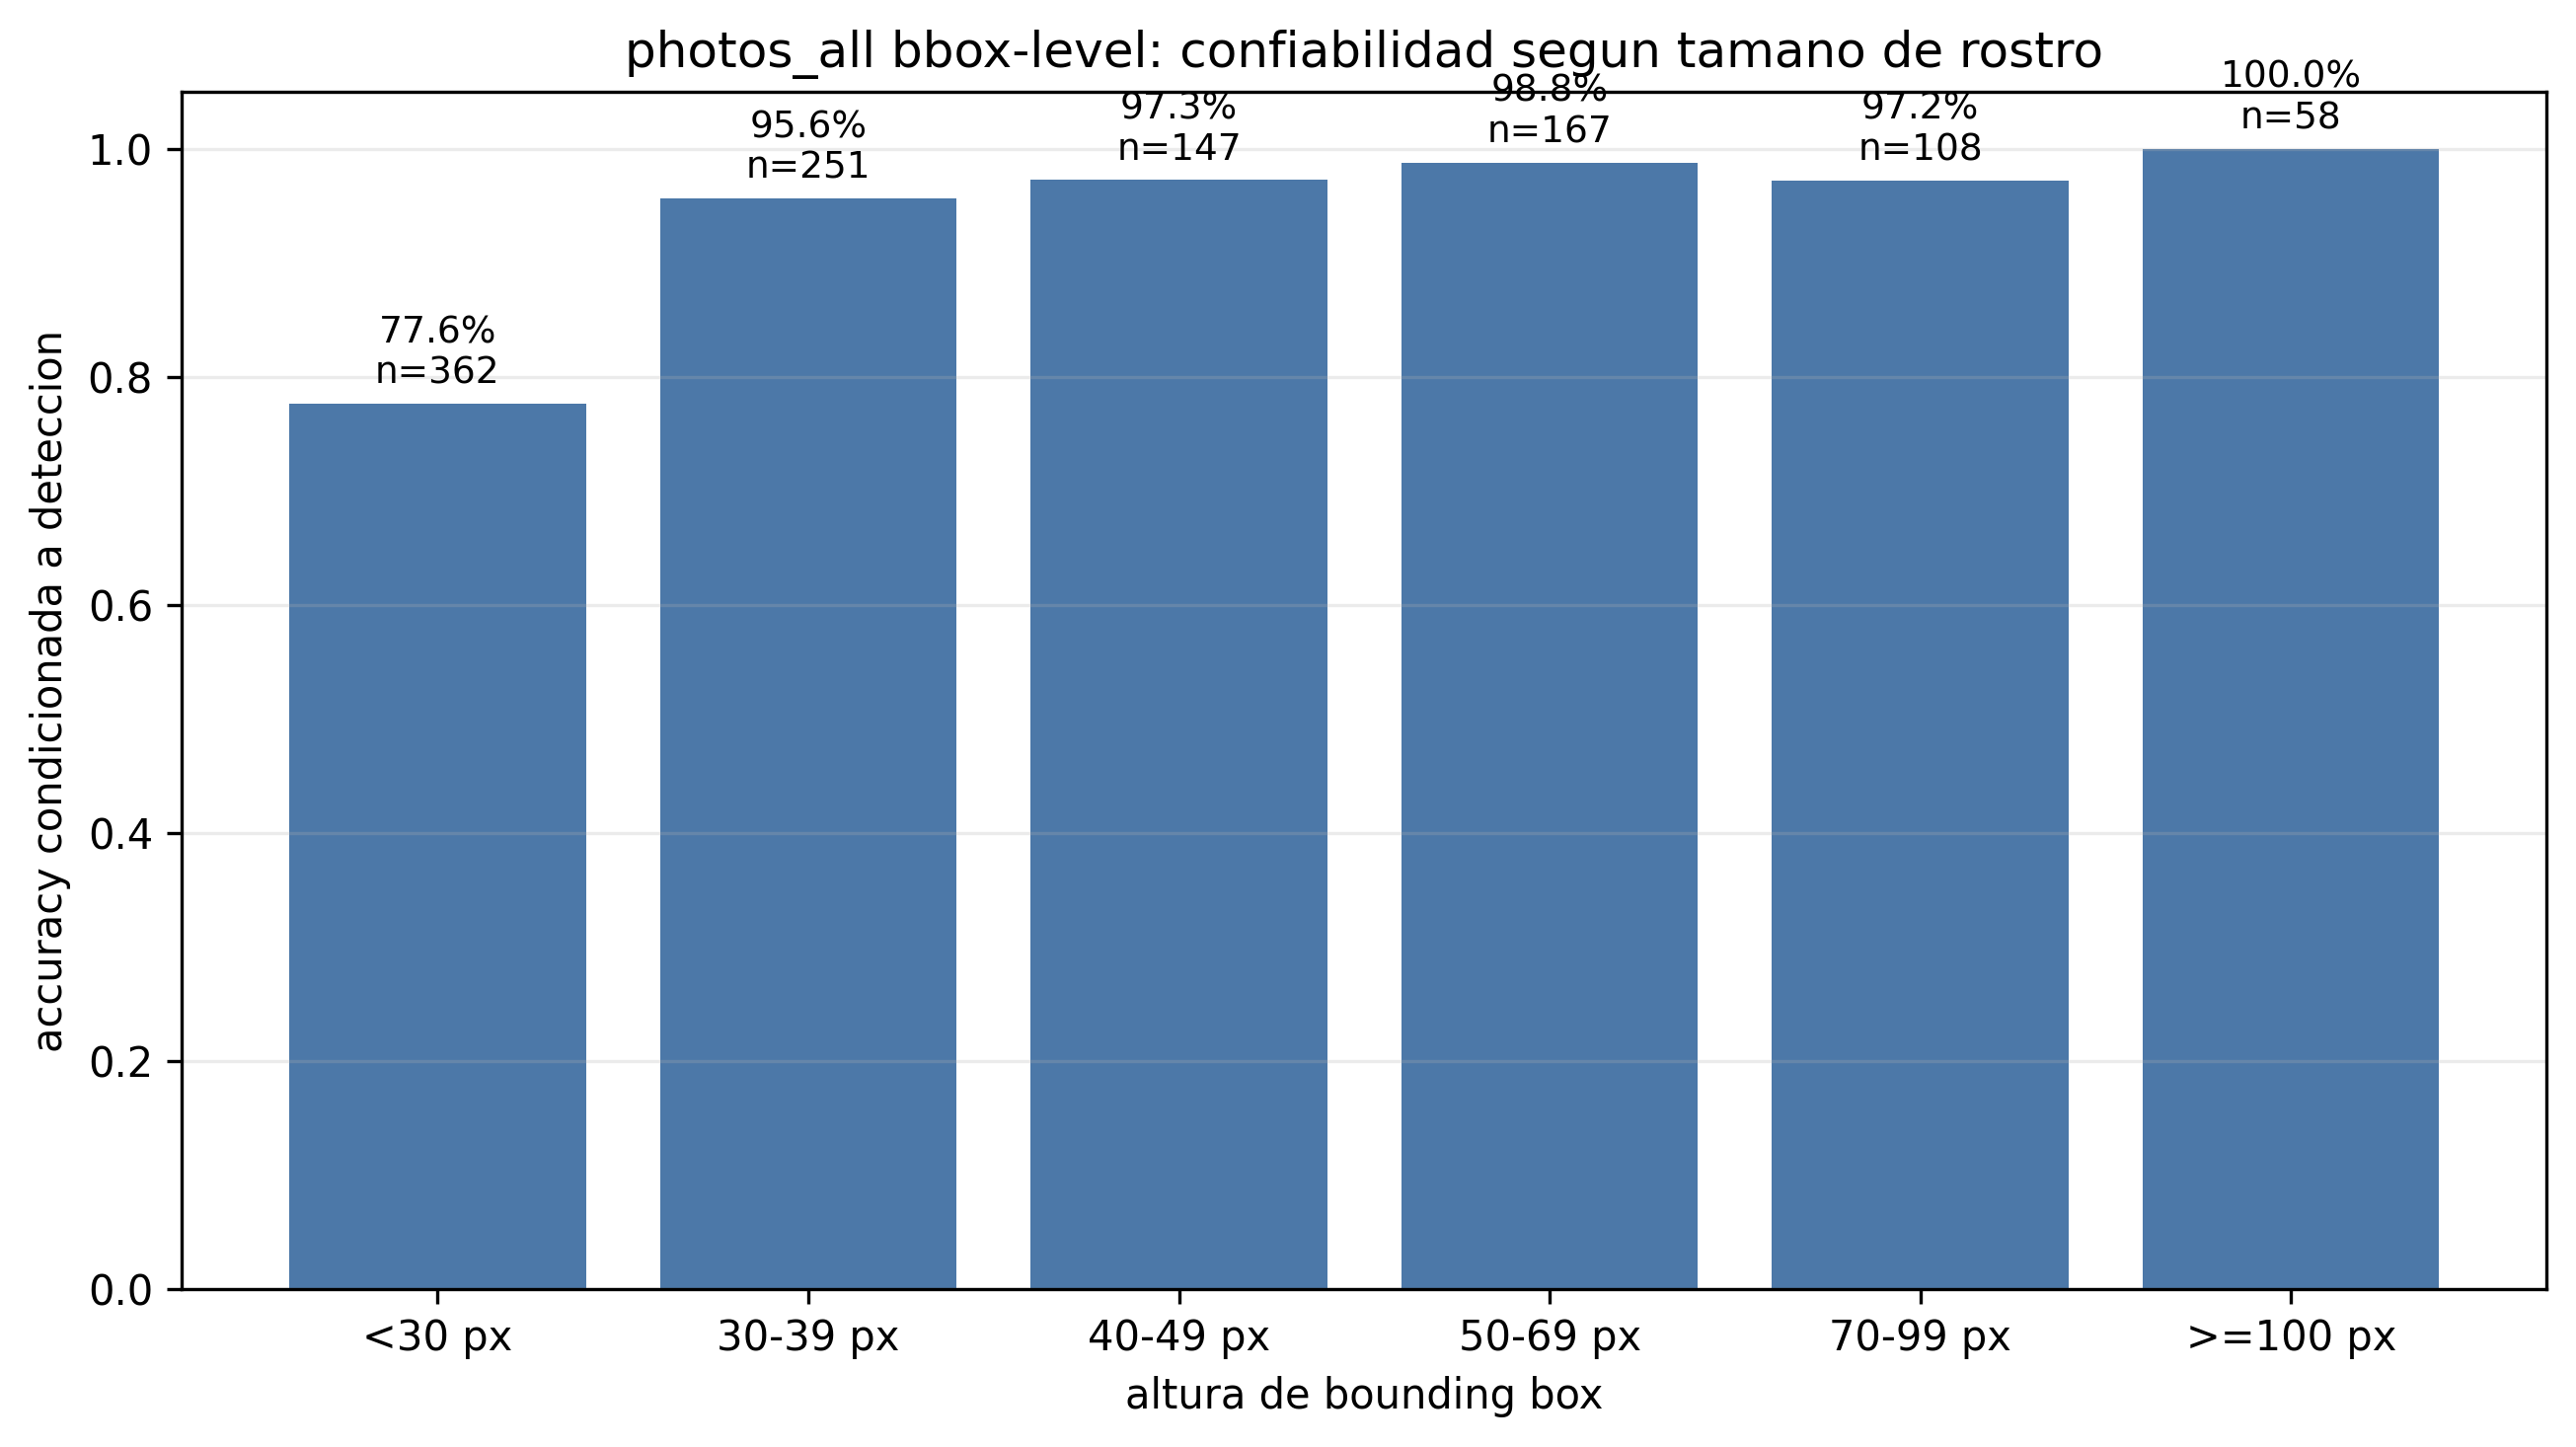 photos_all bbox-level: confiabilidad segun tamano de rostro
77.6%
n=362
95.6%
n=251
97.3%
n=147
98.8%
n=167
97.2%
n=108
100.0%
n=58
accuracy condicionada a deteccion
1.0
0.8
0.6
0.4
0.2
0.0
<30 px
30-39 px
40-49 px
50-69 px
70-99 px
>=100 px
altura de bounding box